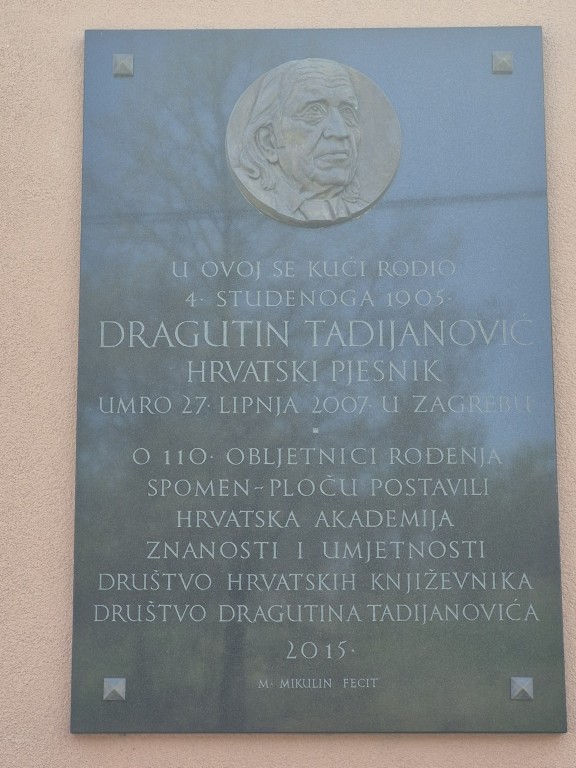 U OVOJ SE KUĆI RODIO
4· STUDENOGA 1905·
DRAGUTIN TADIJANOVIĆ
HRVATSKI PJESNIK
UMRO 27· LIPNJA 2007· U ZAGREBU
O 110· OBLJETNICI ROĐENJA
SPOMEN-PLOČU POSTAVILI
HRVATSKA AKADEMIJA
ZNANOSTI I UMJETNOSTI
DRUŠTVO HRVATSKIH KNJIŽEVNIKA
DRUŠTVO DRAGUTINA TADIJANOVIĆA
2015·
M· MIKULIN FECIT